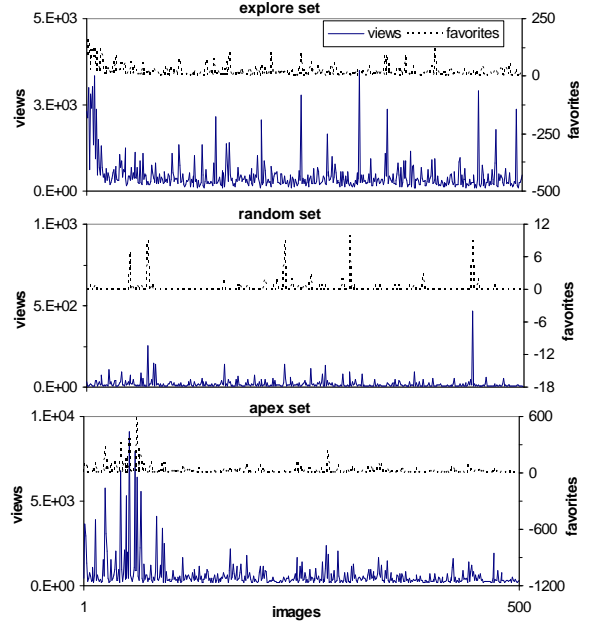 explore set
5.E+03
3.E+03
2.E+03
0.E+00
views
250
0
-250
-500
favorites
views
favorites
random set
1.E+03
5.E+02
0.E+00
views
12
6
0
-6
-12
-18
favorites
apex set
1.E+04
5.E+03
0.E+00
views
600
0
-600
-1200
favorites
1
images
500